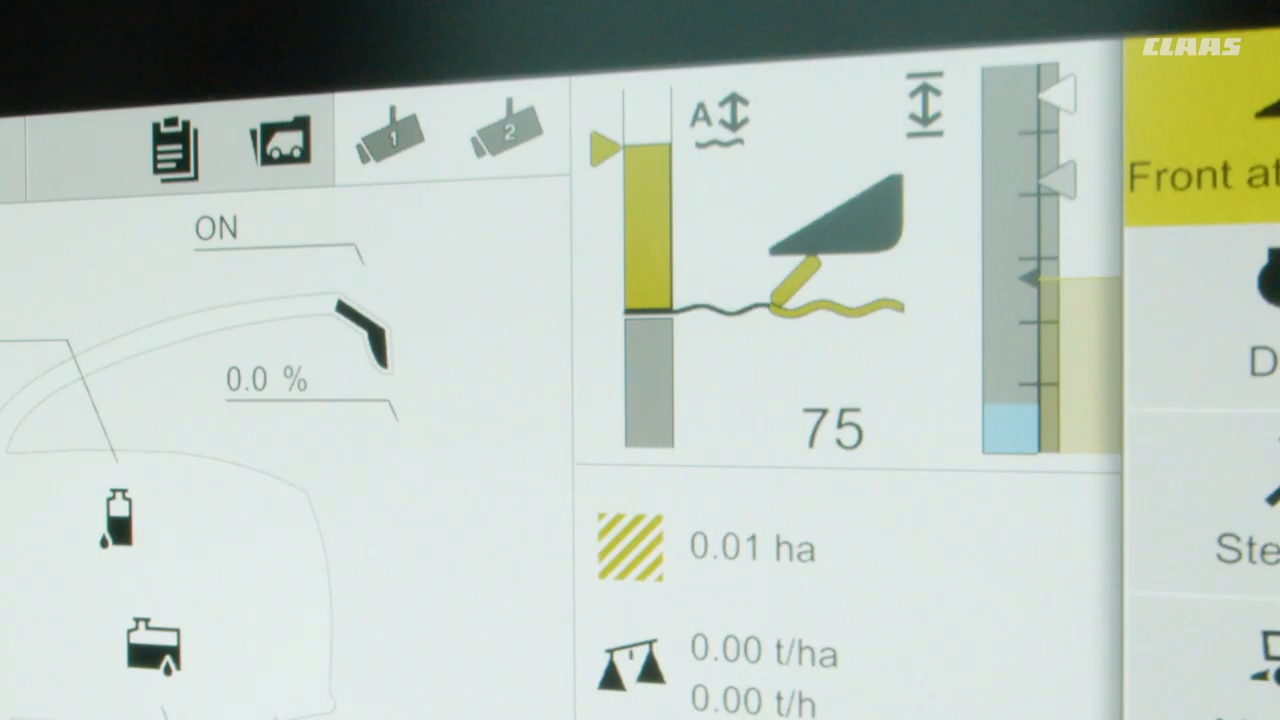 CLAAS
1
2
A
Front at
ON
0.0 %
D
75
0.01 ha
Ste
0.00 t/ha
0.00 t/h